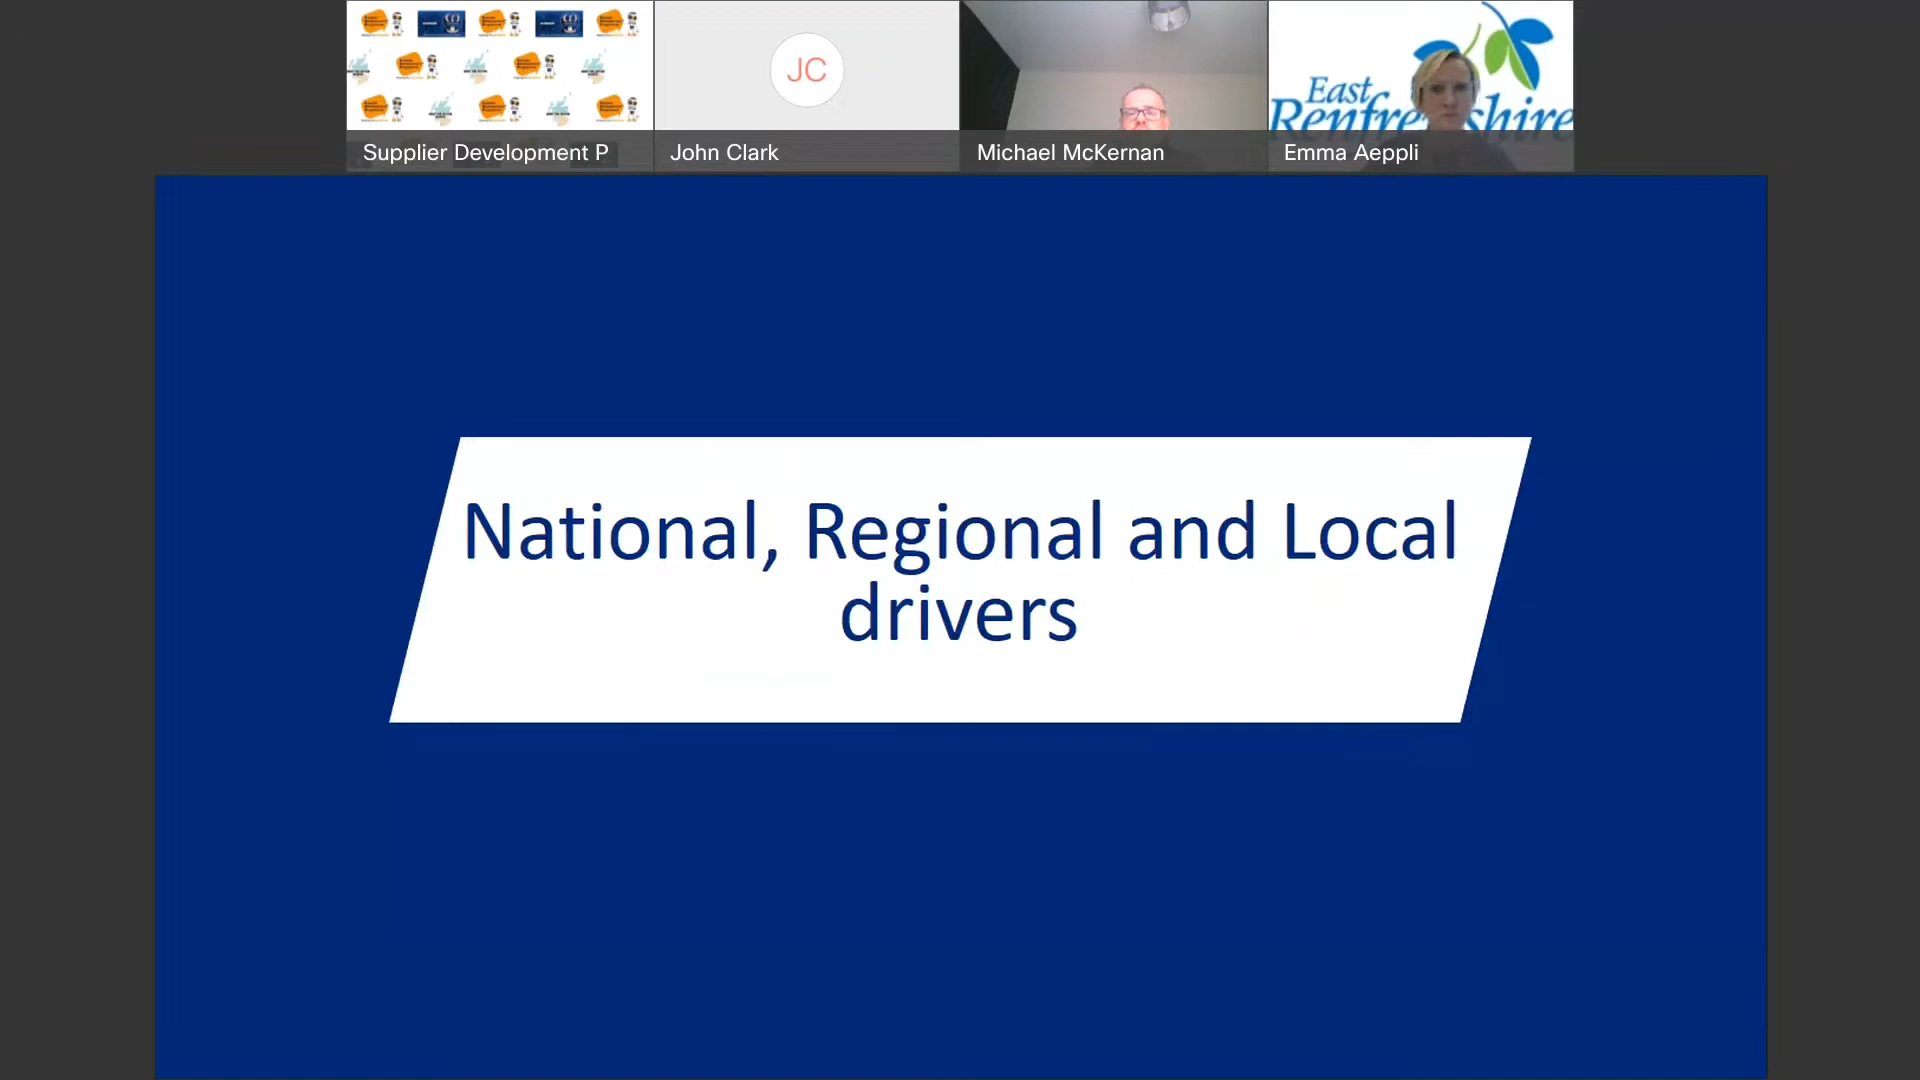 Supplier Development P
JC
John Clark
Michael McKernan
East
Renfrewshire
Emma Aeppli
National, Regional and Local
drivers